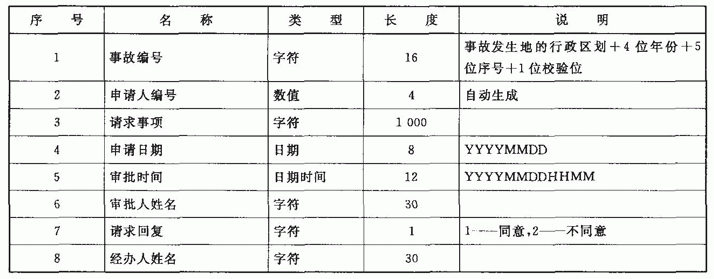 序 号 名 称 类 型 长 度 说 明
1 事故编号 字符 16 事故发生地的行政区划+4位年份+5
位序号+1位校验位
2 申请人编号 数值 4 自动生成
3 请求事项 字符 1 000
4 申请日期 日期 8 YYYYMMDD
5 审批时间 日期时间 12 YYYYMMDDHHMM
6 审批人姓名 字符 30
7 请求回复 字符 1 1——同意,2——不同意
8 经办人姓名 字符 30